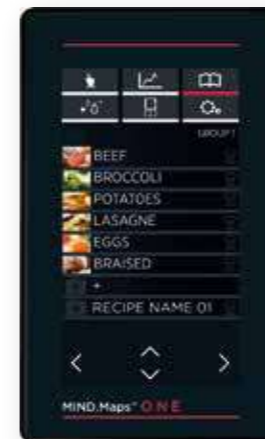 GROUP 1
BEEF
BROCCOLI
POTATOES
LASAGNE
EGGS
BRAISED
+
RECIPE NAME 01
MIND.Maps™ ONE